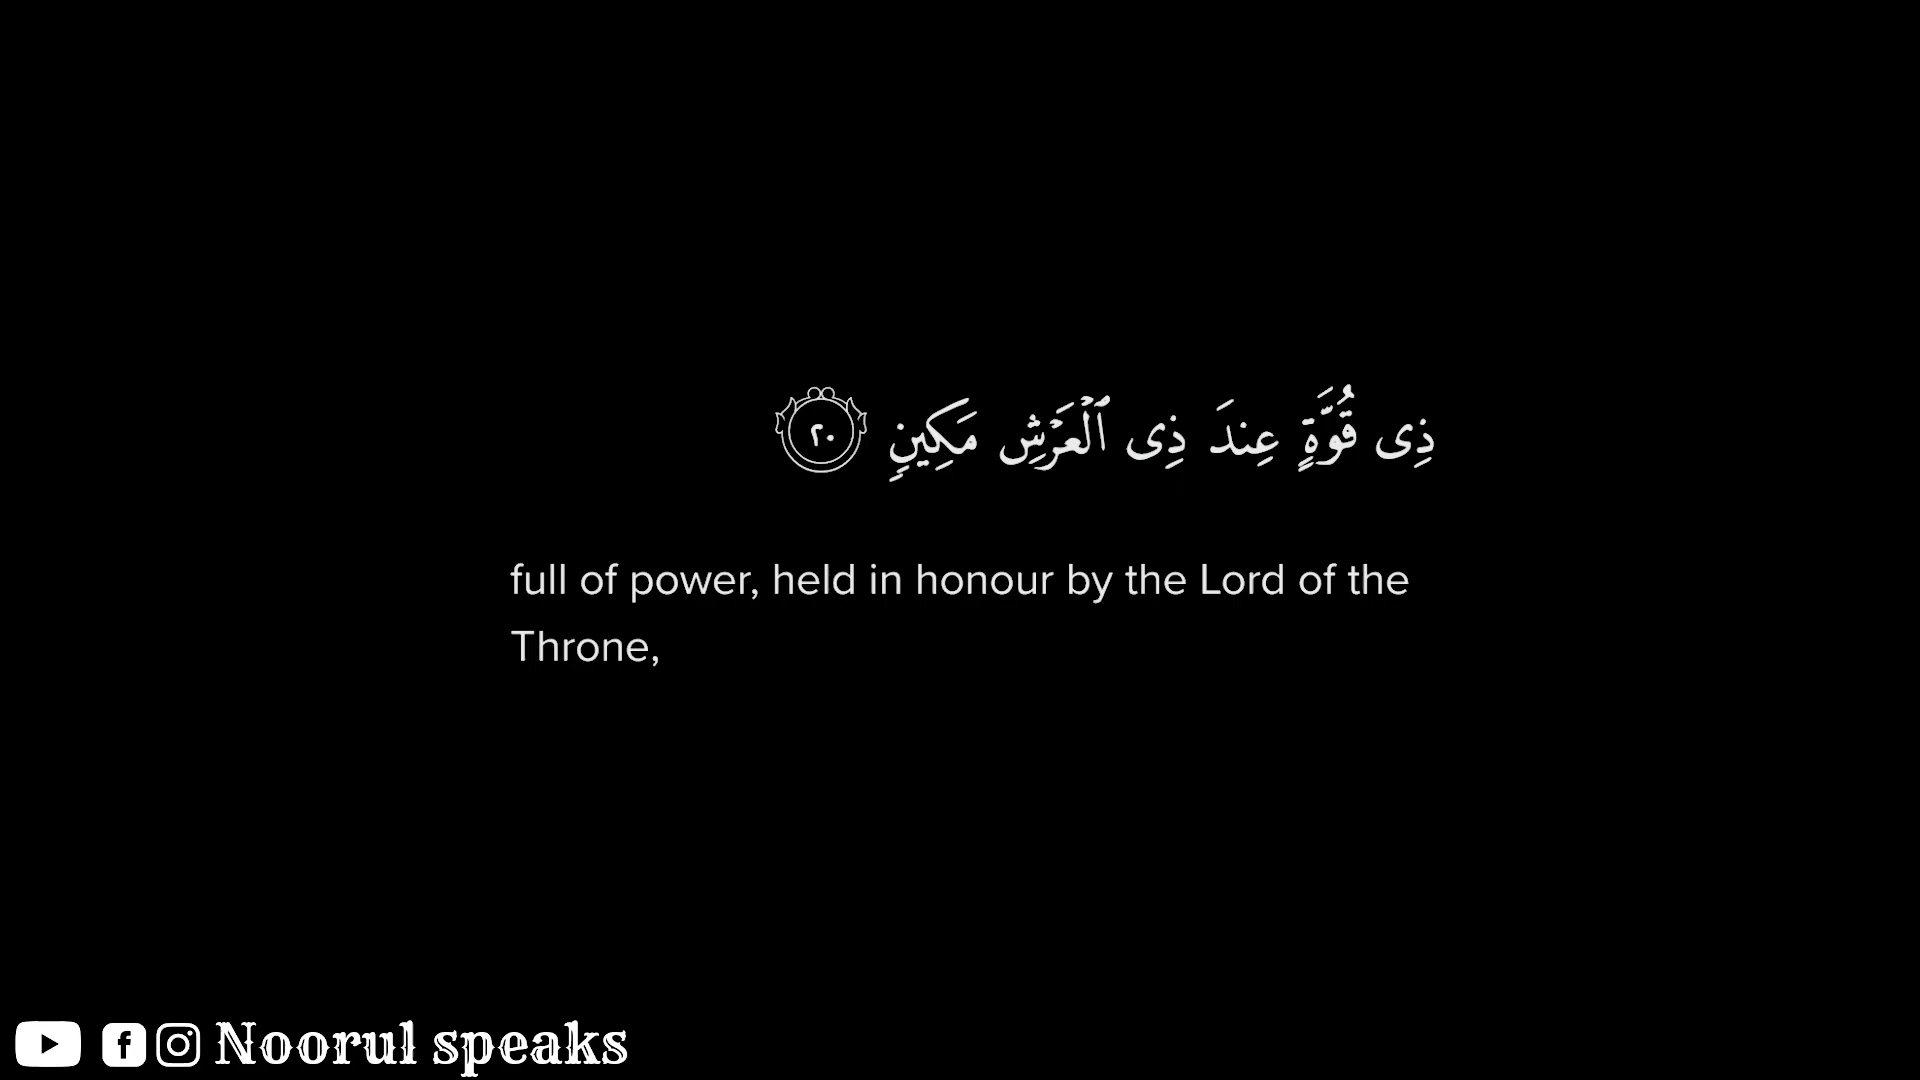 ذِى قُوَّةٍ عِندَ ذِى ٱلْعَرْشِ مَكِينٍ ٢٠
full of power, held in honour by the Lord of the
Throne,
Noorul speaks